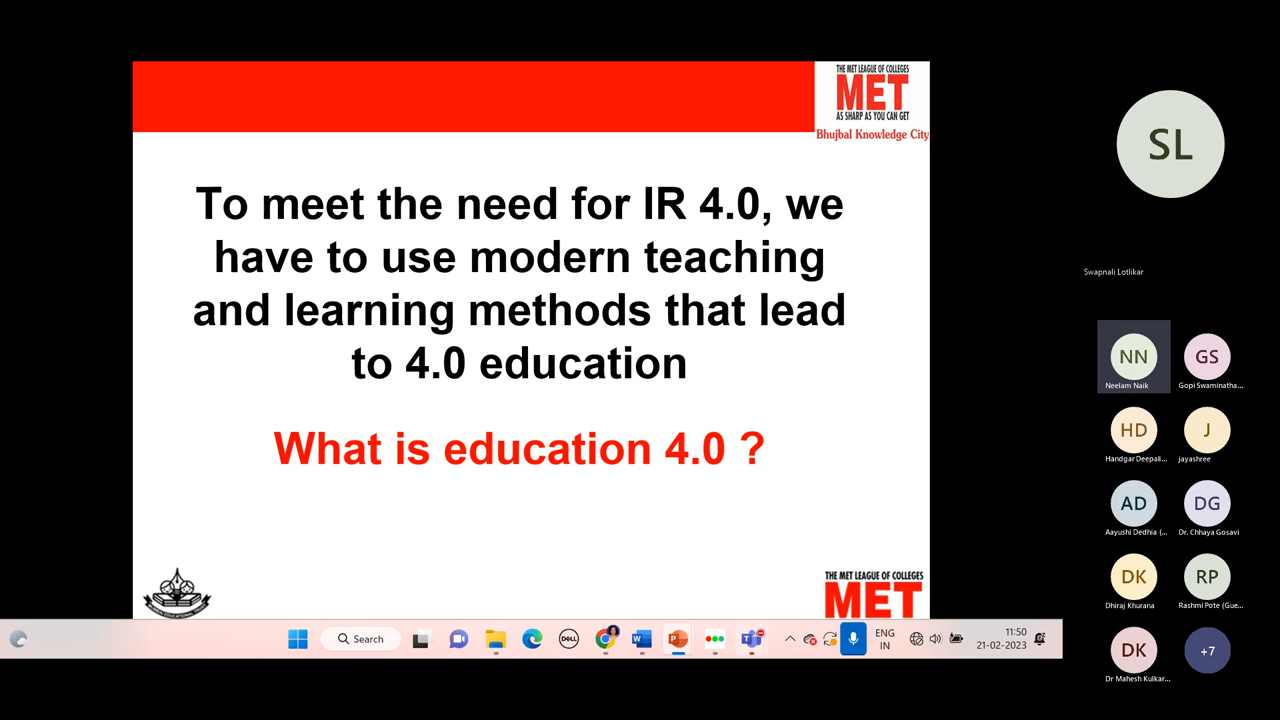 THE MET LEAGUE OF COLLEGES
MET
AS SHARP AS YOU CAN GET
Bhujbal Knowledge City
To meet the need for IR 4.0, we
have to use modern teaching
and learning methods that lead
to 4.0 education
What is education 4.0 ?
THE MET LEAGUE OF COLLEGES
MET
Search
DELL
ENG
IN
11:50
21-02-2023
SL
Swapnali Lotlikar
NN
Neelam Naik
GS
Gopi Swaminatha...
HD
Handgar Deepali...
J
jayashree
AD
Aayushi Dedhia (...
DG
Dr. Chhaya Gosavi
DK
Dhiraj Khurana
RP
Rashmi Pote (Gue...
DK
Dr Mahesh Kulkar...
+7